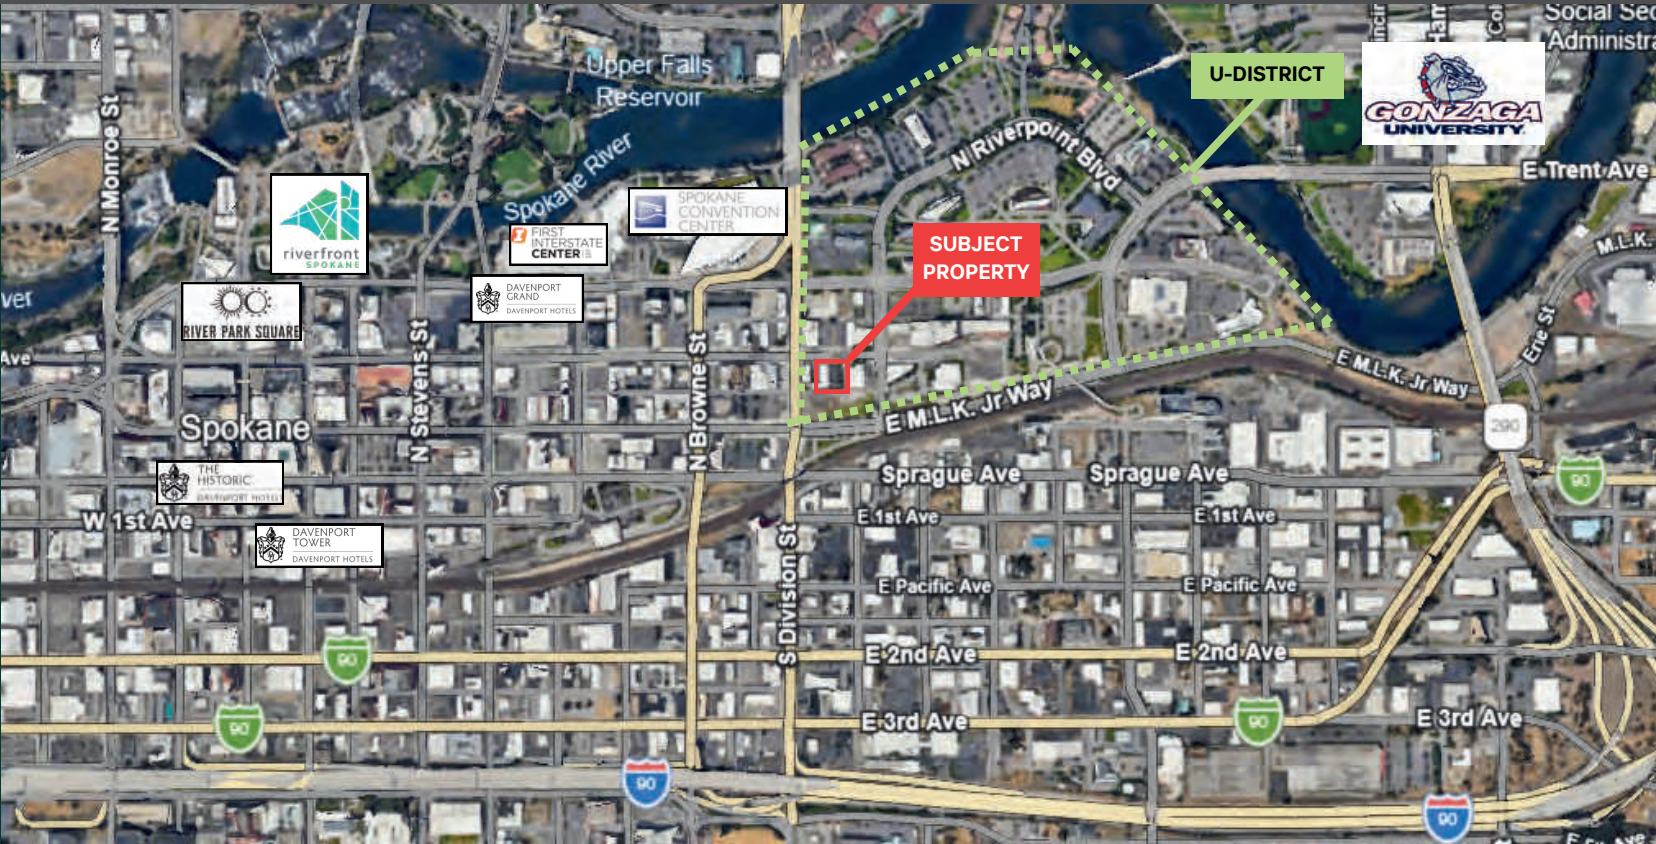 Social Sec
Administra
Upper Falls
Reservoir
U-DISTRICT
GONZAGA
UNIVERSITY
N Monroe St
N Riverpoint Blvd
E Trent Ave
Spokane River
riverfront
SPOKANE
SPOKANE
CONVENTION
CENTER
FIRST
INTERSTATE
CENTER
SUBJECT
PROPERTY
M.L.K.
ver
DAVENPORT
GRAND
DAVENPORT HOTELS
RIVER PARK SQUARE
Erie St
Ave
N Stevens St
N Browne St
E M.L.K. Jr Way
E M.L.K. Jr Way
Spokane
290
THE
HISTORIC
DAVENPORT HOTEL
Sprague Ave
Sprague Ave
90
W 1st Ave
E 1st Ave
E 1st Ave
DAVENPORT
TOWER
DAVENPORT HOTELS
S Division St
E Pacific Ave
E Pacific Ave
90
E 2nd Ave
E 2nd Ave
90
E 3rd Ave
90
E 3rd Ave
90
90